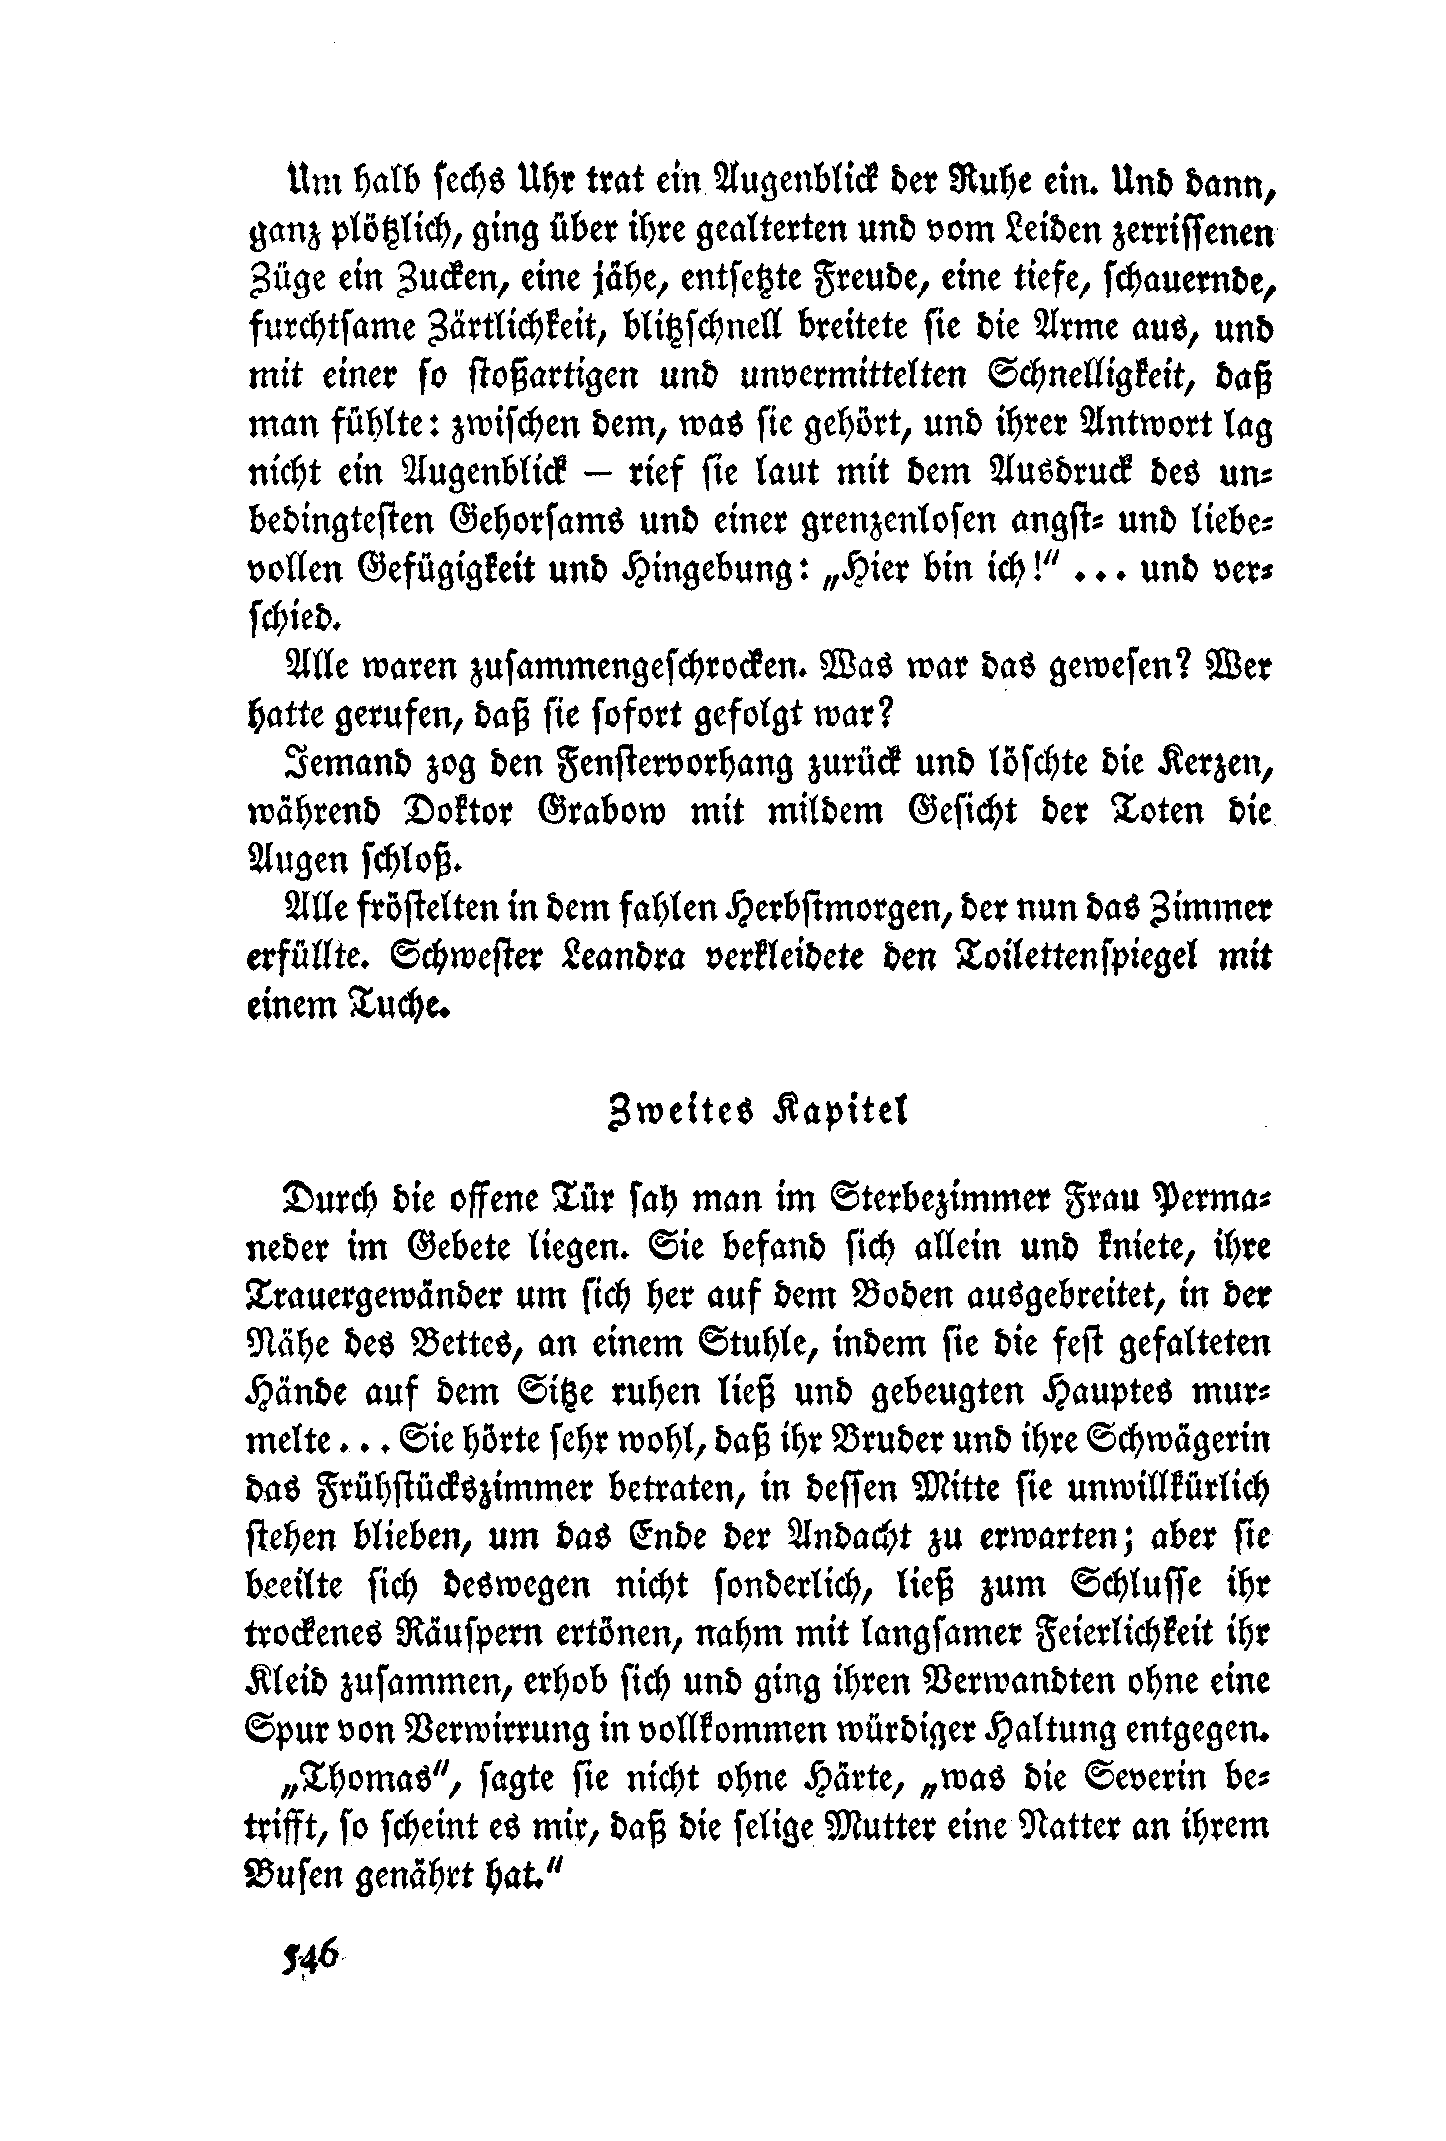 Um halb sechs Uhr trat ein Augenblick der Ruhe ein. Und dann,
ganz plötzlich, ging über ihre gealterten und vom Leiden zerrissenen
Züge ein Zucken, eine jähe, entsetzte Freude, eine tiefe, schauernde,
furchtsame Zärtlichkeit, blitzschnell breitete sie die Arme aus, und
mit einer so stoßartigen und unvermittelten Schnelligkeit, daß
man fühlte: zwischen dem, was sie gehört, und ihrer Antwort lag
nicht ein Augenblick — rief sie laut mit dem Ausdruck des un-
bedingtesten Gehorsams und einer grenzenlosen angst- und liebe-
vollen Gefügigkeit und Hingebung: „Hier bin ich!“ ... und ver-
schied.
Alle waren zusammengeschrocken. Was war das gewesen? Wer
hatte gerufen, daß sie sofort gefolgt war?
Jemand zog den Fenstervorhang zurück und löschte die Kerzen,
während Doktor Grabow mit mildem Gesicht der Toten die
Augen schloß.
Alle fröstelten in dem fahlen Herbstmorgen, der nun das Zimmer
erfüllte. Schwester Leandra verkleidete den Toilettenspiegel mit
einem Tuche.
Zweites Kapitel
Durch die offene Tür sah man im Sterbezimmer Frau Perma-
neder im Gebete liegen. Sie befand sich allein und kniete, ihre
Trauergewänder um sich her auf dem Boden ausgebreitet, in der
Nähe des Bettes, an einem Stuhle, indem sie die fest gefalteten
Hände auf dem Sitze ruhen ließ und gebeugten Hauptes mur-
melte... Sie hörte sehr wohl, daß ihr Bruder und ihre Schwägerin
das Frühstückszimmer betraten, in dessen Mitte sie unwillkürlich
stehen blieben, um das Ende der Andacht zu erwarten; aber sie
beeilte sich deswegen nicht sonderlich, ließ zum Schlusse ihr
trockenes Räuspern ertönen, nahm mit langsamer Feierlichkeit ihr
Kleid zusammen, erhob sich und ging ihren Verwandten ohne eine
Spur von Verwirrung in vollkommen würdiger Haltung entgegen.
„Thomas“, sagte sie nicht ohne Härte, „was die Severin be-
trifft, so scheint es mir, daß die selige Mutter eine Natter an ihrem
Busen genährt hat.“
546